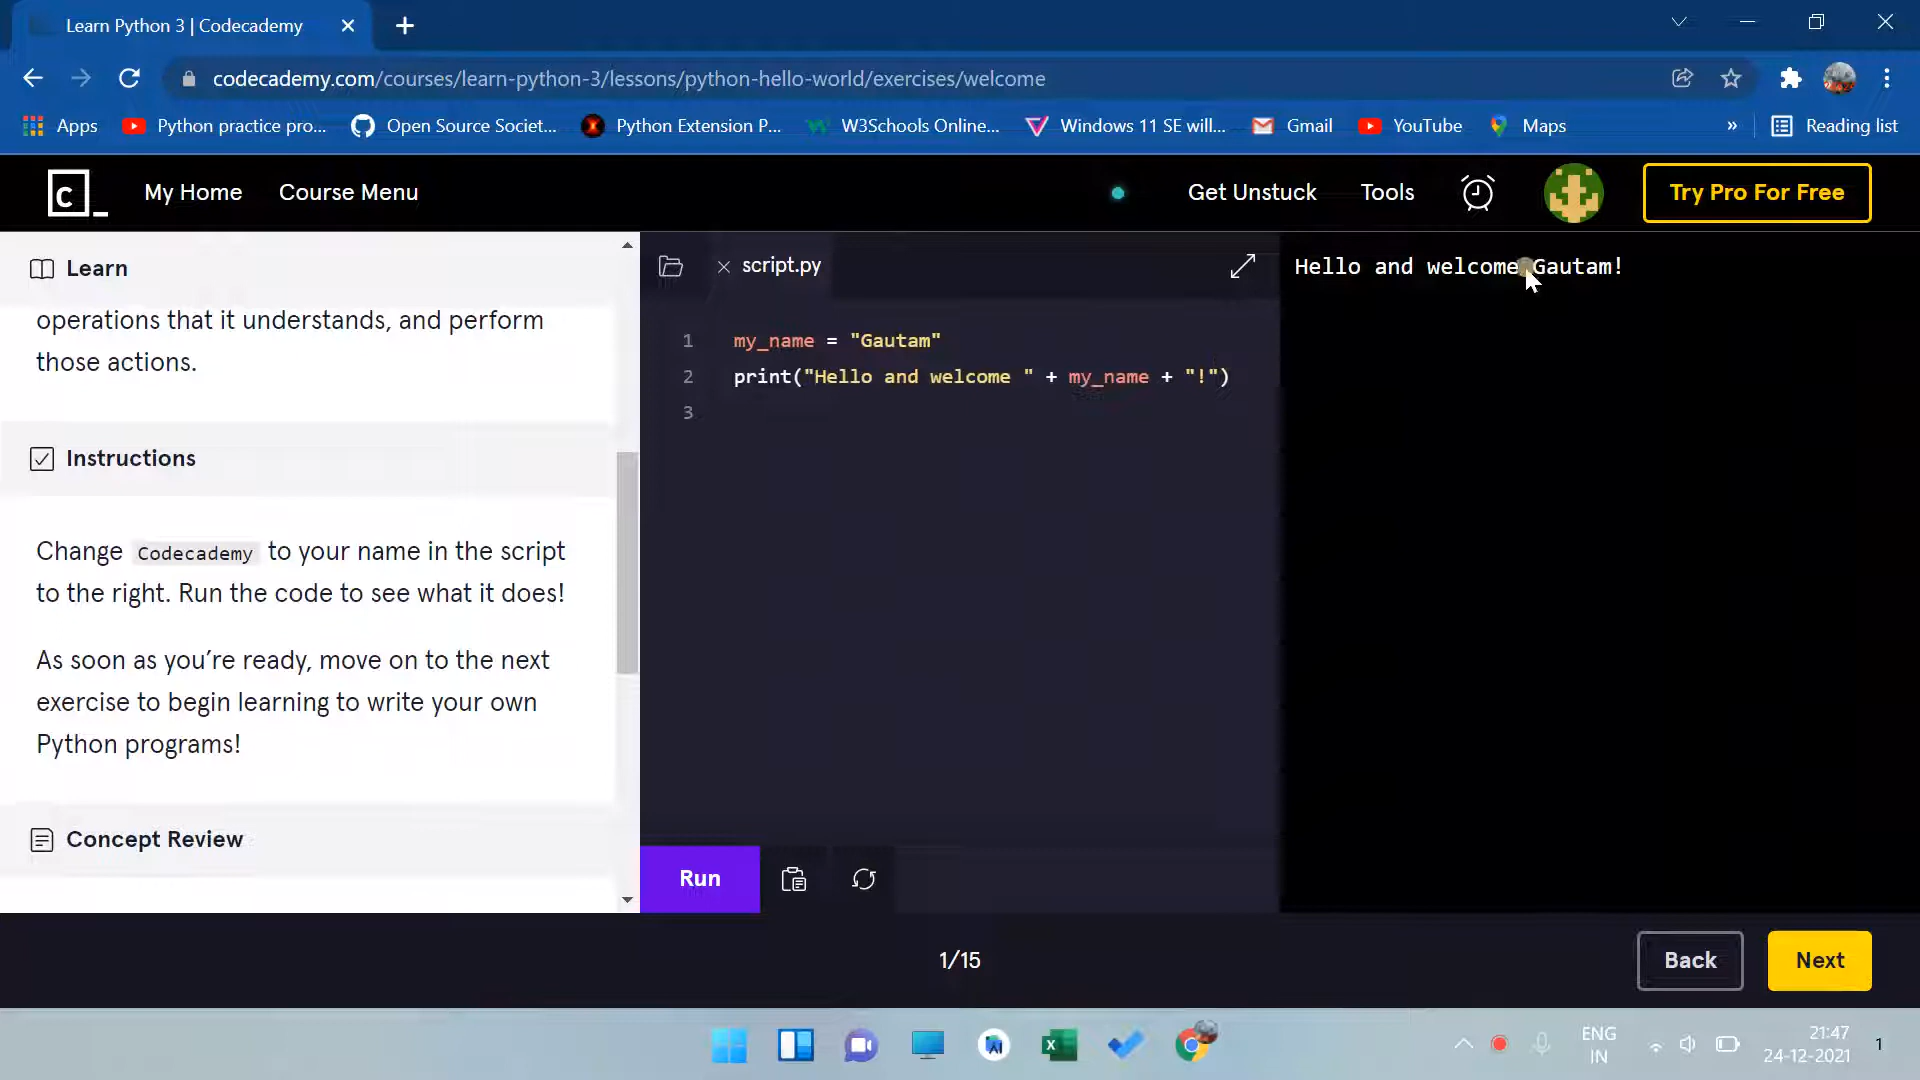 Learn Python 3 | Codecademy
codecademy.com/courses/learn-python-3/lessons/python-hello-world/exercises/welcome
Apps Python practice pro... Open Source Societ... Python Extension P... W3Schools Online... Windows 11 SE will... Gmail YouTube Maps » Reading list
c_ My Home Course Menu Get Unstuck Tools Try Pro For Free
Learn
operations that it understands, and perform
those actions.
Instructions
Change Codecademy to your name in the script
to the right. Run the code to see what it does!
As soon as you’re ready, move on to the next
exercise to begin learning to write your own
Python programs!
Concept Review
script.py
1 my_name = "Gautam"
2 print("Hello and welcome " + my_name + "!")
3
Run
Hello and welcome Gautam!
1/15
Back Next
ENG
IN
21:47
24-12-2021
1